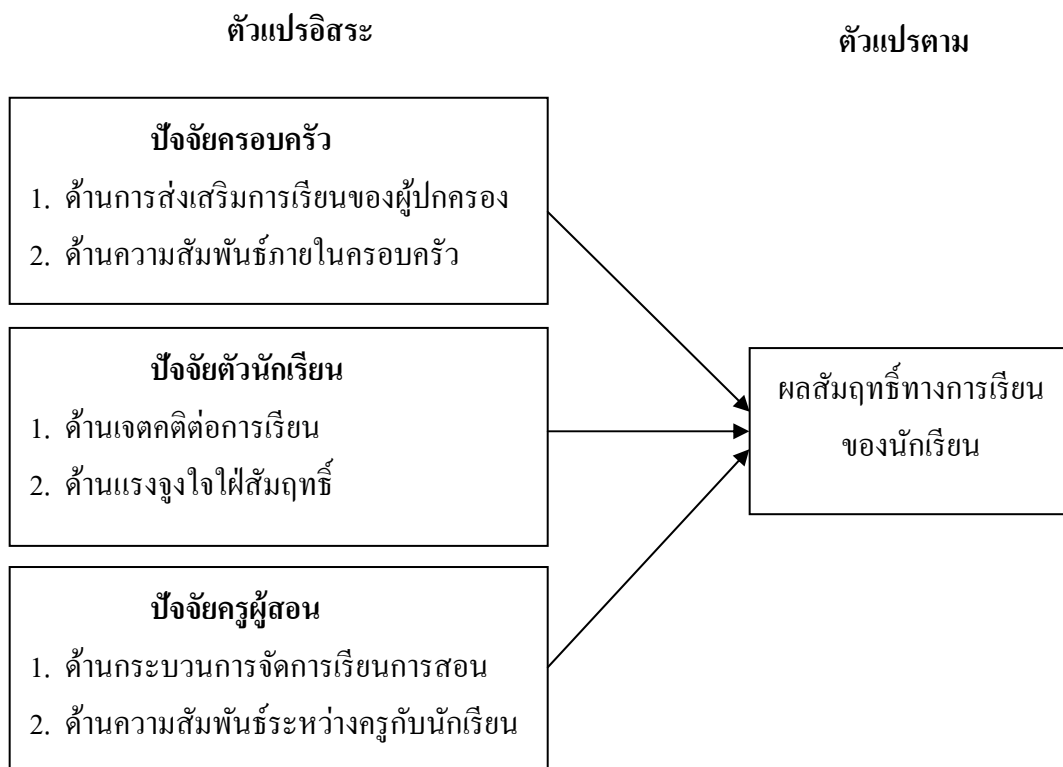 ตัวแปรอิสระ
ตัวแปรตาม
ปัจจัยครอบครัว
1. ด้านการส่งเสริมการเรียนของผู้ปกครอง
2. ด้านความสัมพันธ์ภายในครอบครัว
ปัจจัยตัวนักเรียน
1. ด้านเจตคติต่อการเรียน
2. ด้านแรงจูงใจใฝ่สัมฤทธิ์
ปัจจัยครูผู้สอน
1. ด้านกระบวนการจัดการเรียนการสอน
2. ด้านความสัมพันธ์ระหว่างครูกับนักเรียน
ผลสัมฤทธิ์ทางการเรียน
ของนักเรียน